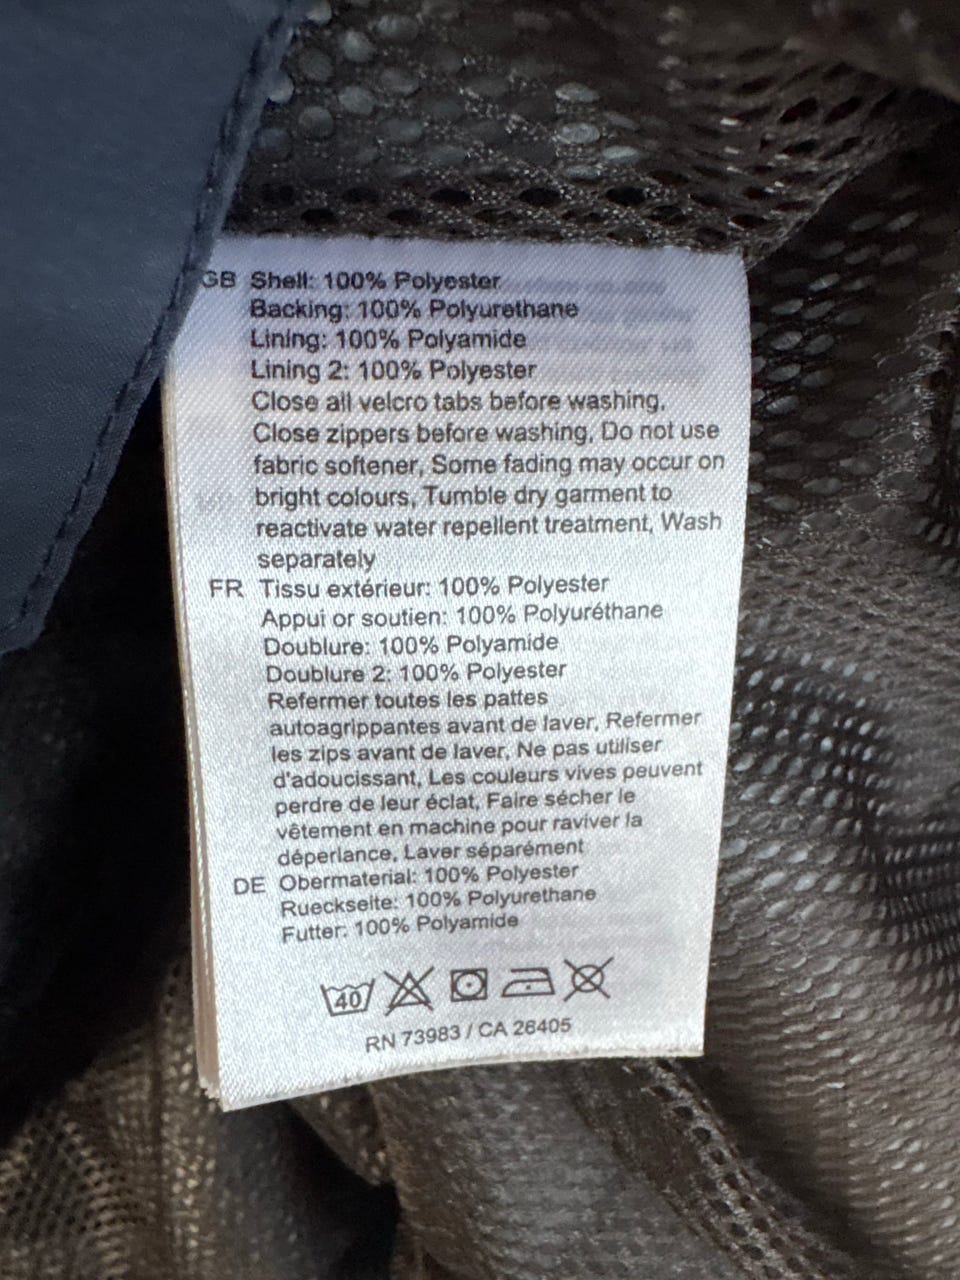 GB Shell: 100% Polyester
Backing: 100% Polyurethane
Lining: 100% Polyamide
Lining 2: 100% Polyester
Close all velcro tabs before washing,
Close zippers before washing, Do not use
fabric softener, Some fading may occur on
bright colours, Tumble dry garment to
reactivate water repellent treatment, Wash
separately
FR Tissu extérieur: 100% Polyester
Appui or soutien: 100% Polyuréthane
Doublure: 100% Polyamide
Doublure 2: 100% Polyester
Refermer toutes les pattes
autoagrippantes avant de laver, Refermer
les zips avant de laver, Ne pas utiliser
d'adoucissant, Les couleurs vives peuvent
perdre de leur éclat, Faire sécher le
vêtement en machine pour raviver la
déperlance, Laver séparément
DE Obermaterial: 100% Polyester
Rueckseite: 100% Polyurethane
Futter: 100% Polyamide
40
RN 73983 / CA 26405